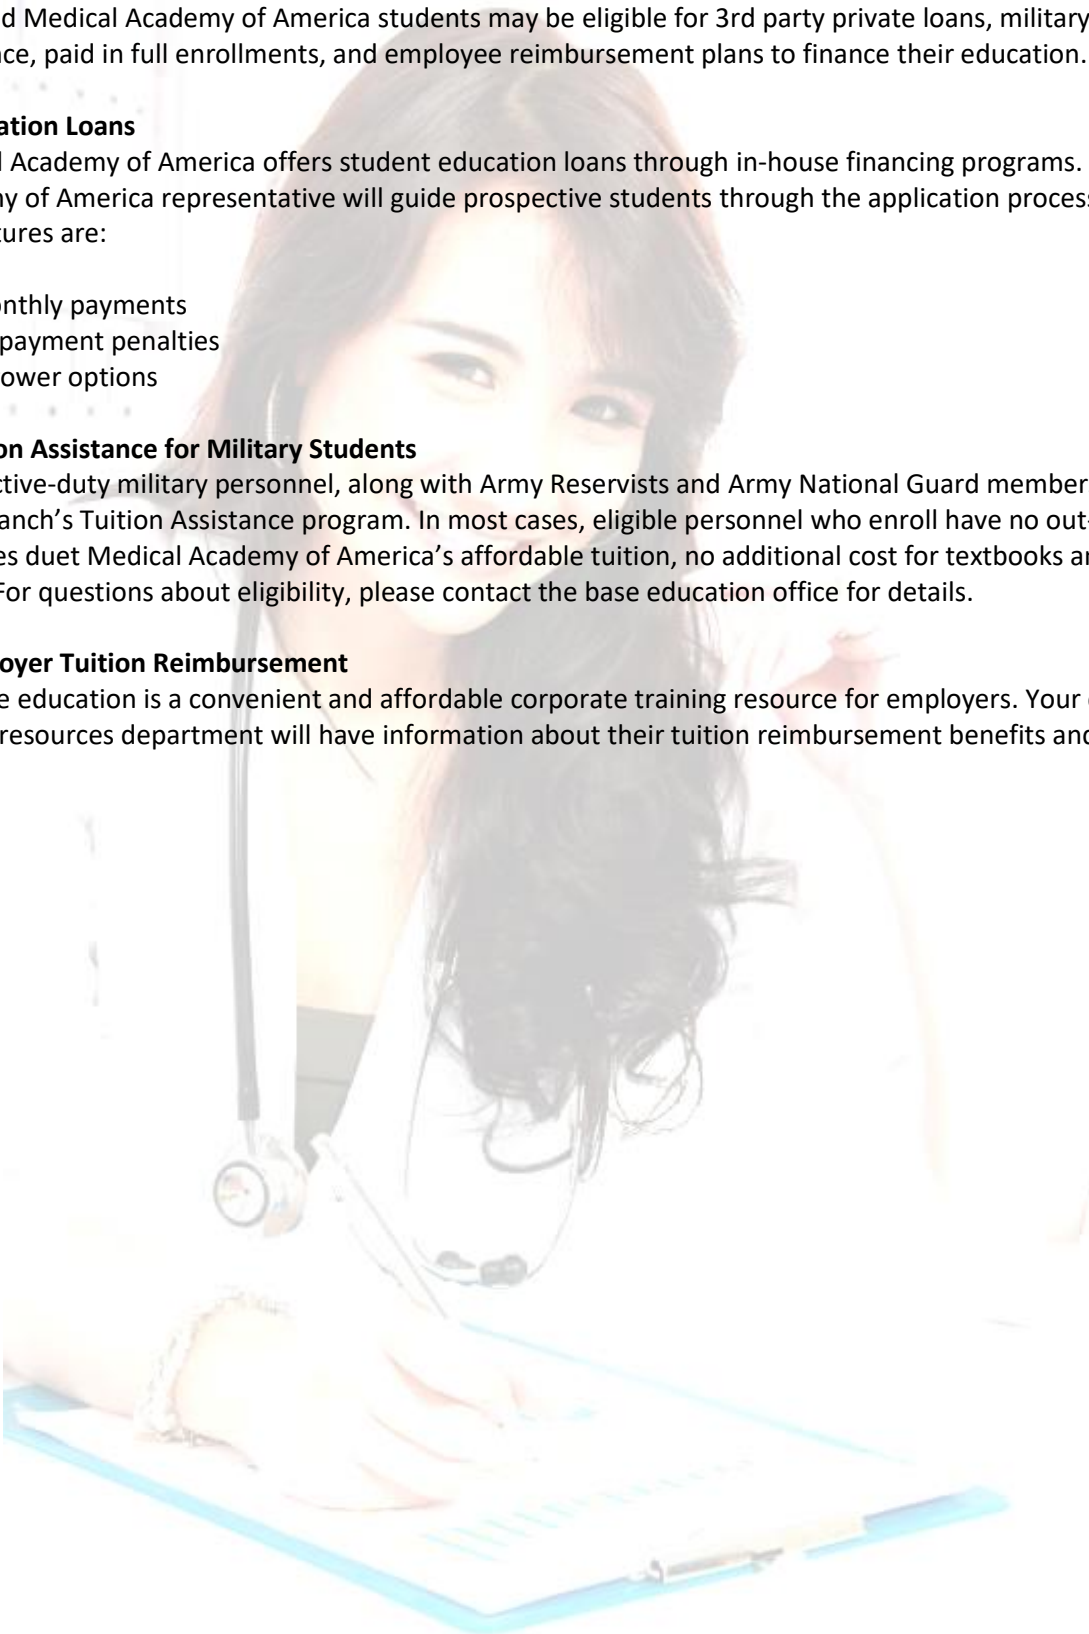 d Medical Academy of America students may be eligible for 3rd party private loans, military
ce, paid in full enrollments, and employee reimbursement plans to finance their education.
ation Loans
l Academy of America offers student education loans through in-house financing programs.
ny of America representative will guide prospective students through the application process
tures are:
onthly payments
payment penalties
ower options
on Assistance for Military Students
ctive-duty military personnel, along with Army Reservists and Army National Guard member
anch’s Tuition Assistance program. In most cases, eligible personnel who enroll have no out-
es duet Medical Academy of America’s affordable tuition, no additional cost for textbooks an
For questions about eligibility, please contact the base education office for details.
oyer Tuition Reimbursement
e education is a convenient and affordable corporate training resource for employers. Your
resources department will have information about their tuition reimbursement benefits and